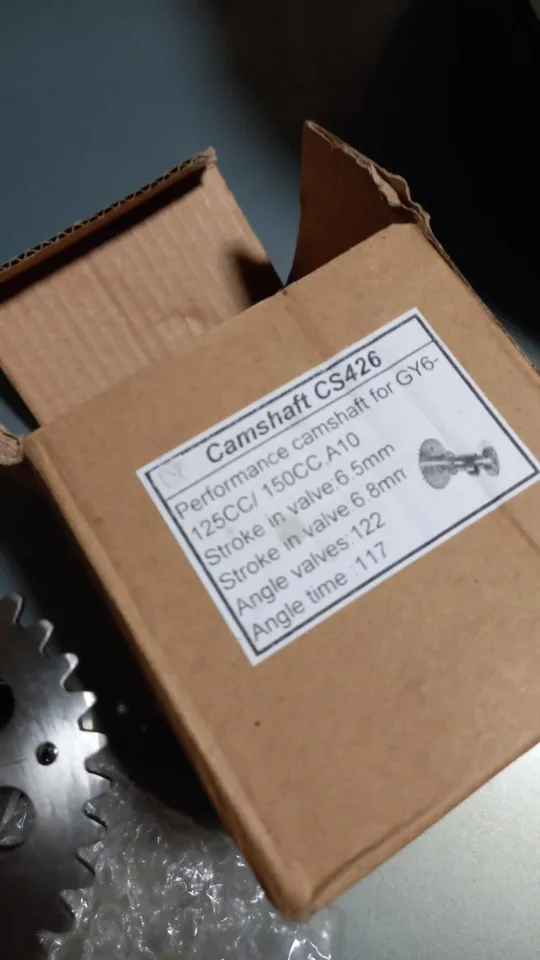 Camshaft CS426
Performance camshaft for GY6-
125CC/ 150CC,A10
Stroke in valve:6.5mm
Stroke in valve:6.8mm
Angle valves:122
Angle time :117